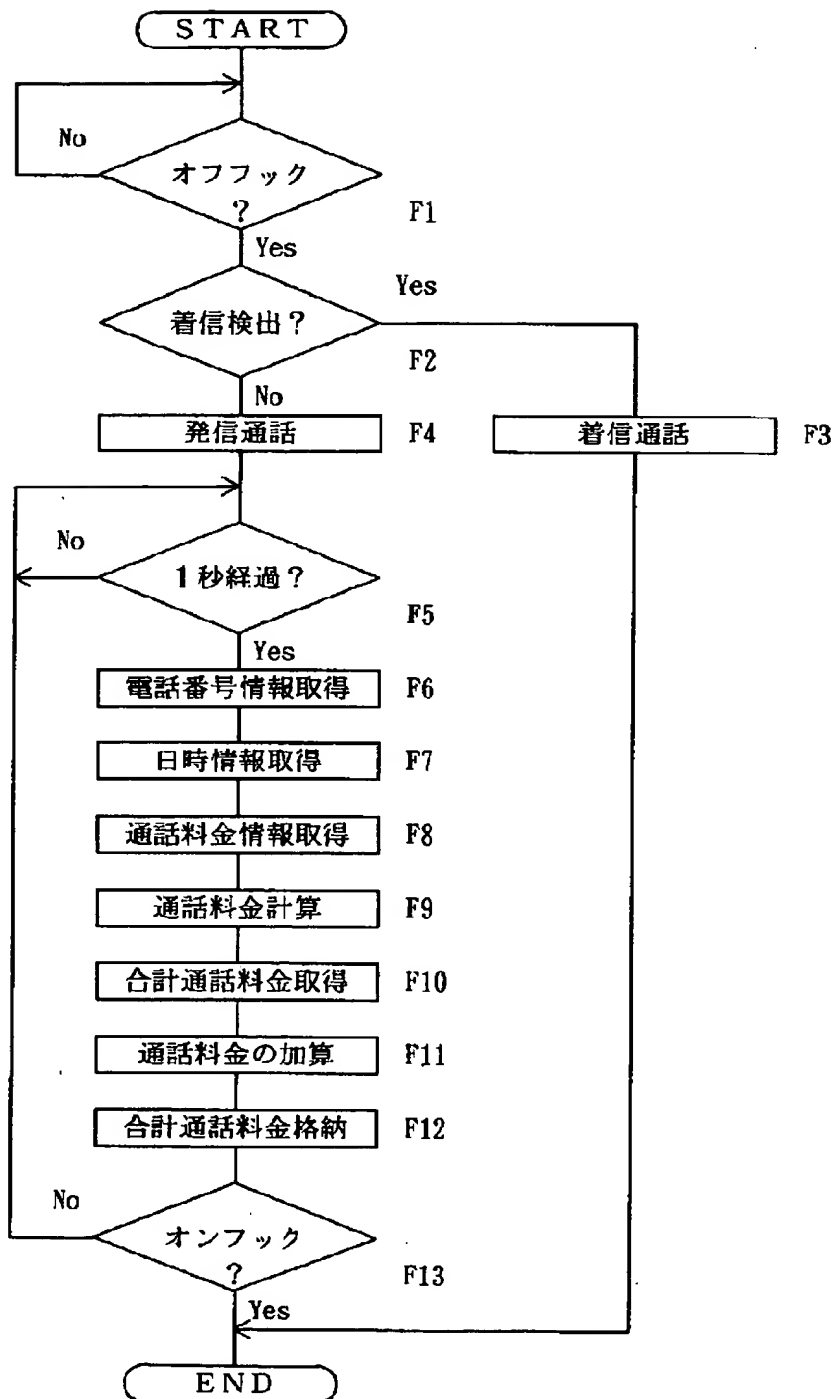 START
No
オフフック
?
F1
Yes
Yes
着信検出?
F2
No
発信通話 F4
着信通話 F3
No
1秒経過?
F5
Yes
電話番号情報取得 F6
日時情報取得 F7
通話料金情報取得 F8
通話料金計算 F9
合計通話料金取得 F10
通話料金の加算 F11
合計通話料金格納 F12
No
オンフック
?
F13
Yes
END